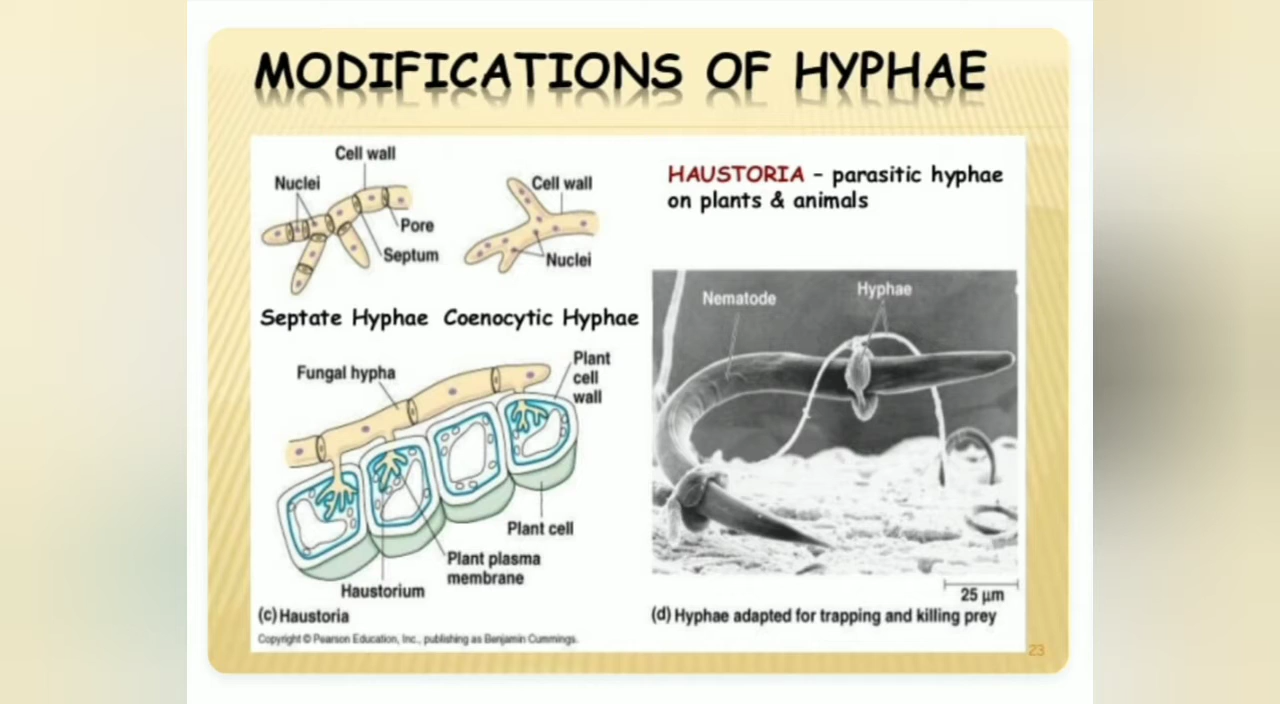 MODIFICATIONS OF HYPHAE
Cell wall
Nuclei
Pore
Septum
Cell wall
Nuclei
Septate Hyphae
Coenocytic Hyphae
HAUSTORIA - parasitic hyphae
on plants & animals
Fungal hypha
Plant
cell
wall
Plant cell
Plant plasma
membrane
Haustorium
(c) Haustoria
Copyright © Pearson Education, Inc., publishing as Benjamin Cummings.
Nematode
Hyphae
25 µm
(d) Hyphae adapted for trapping and killing prey
23